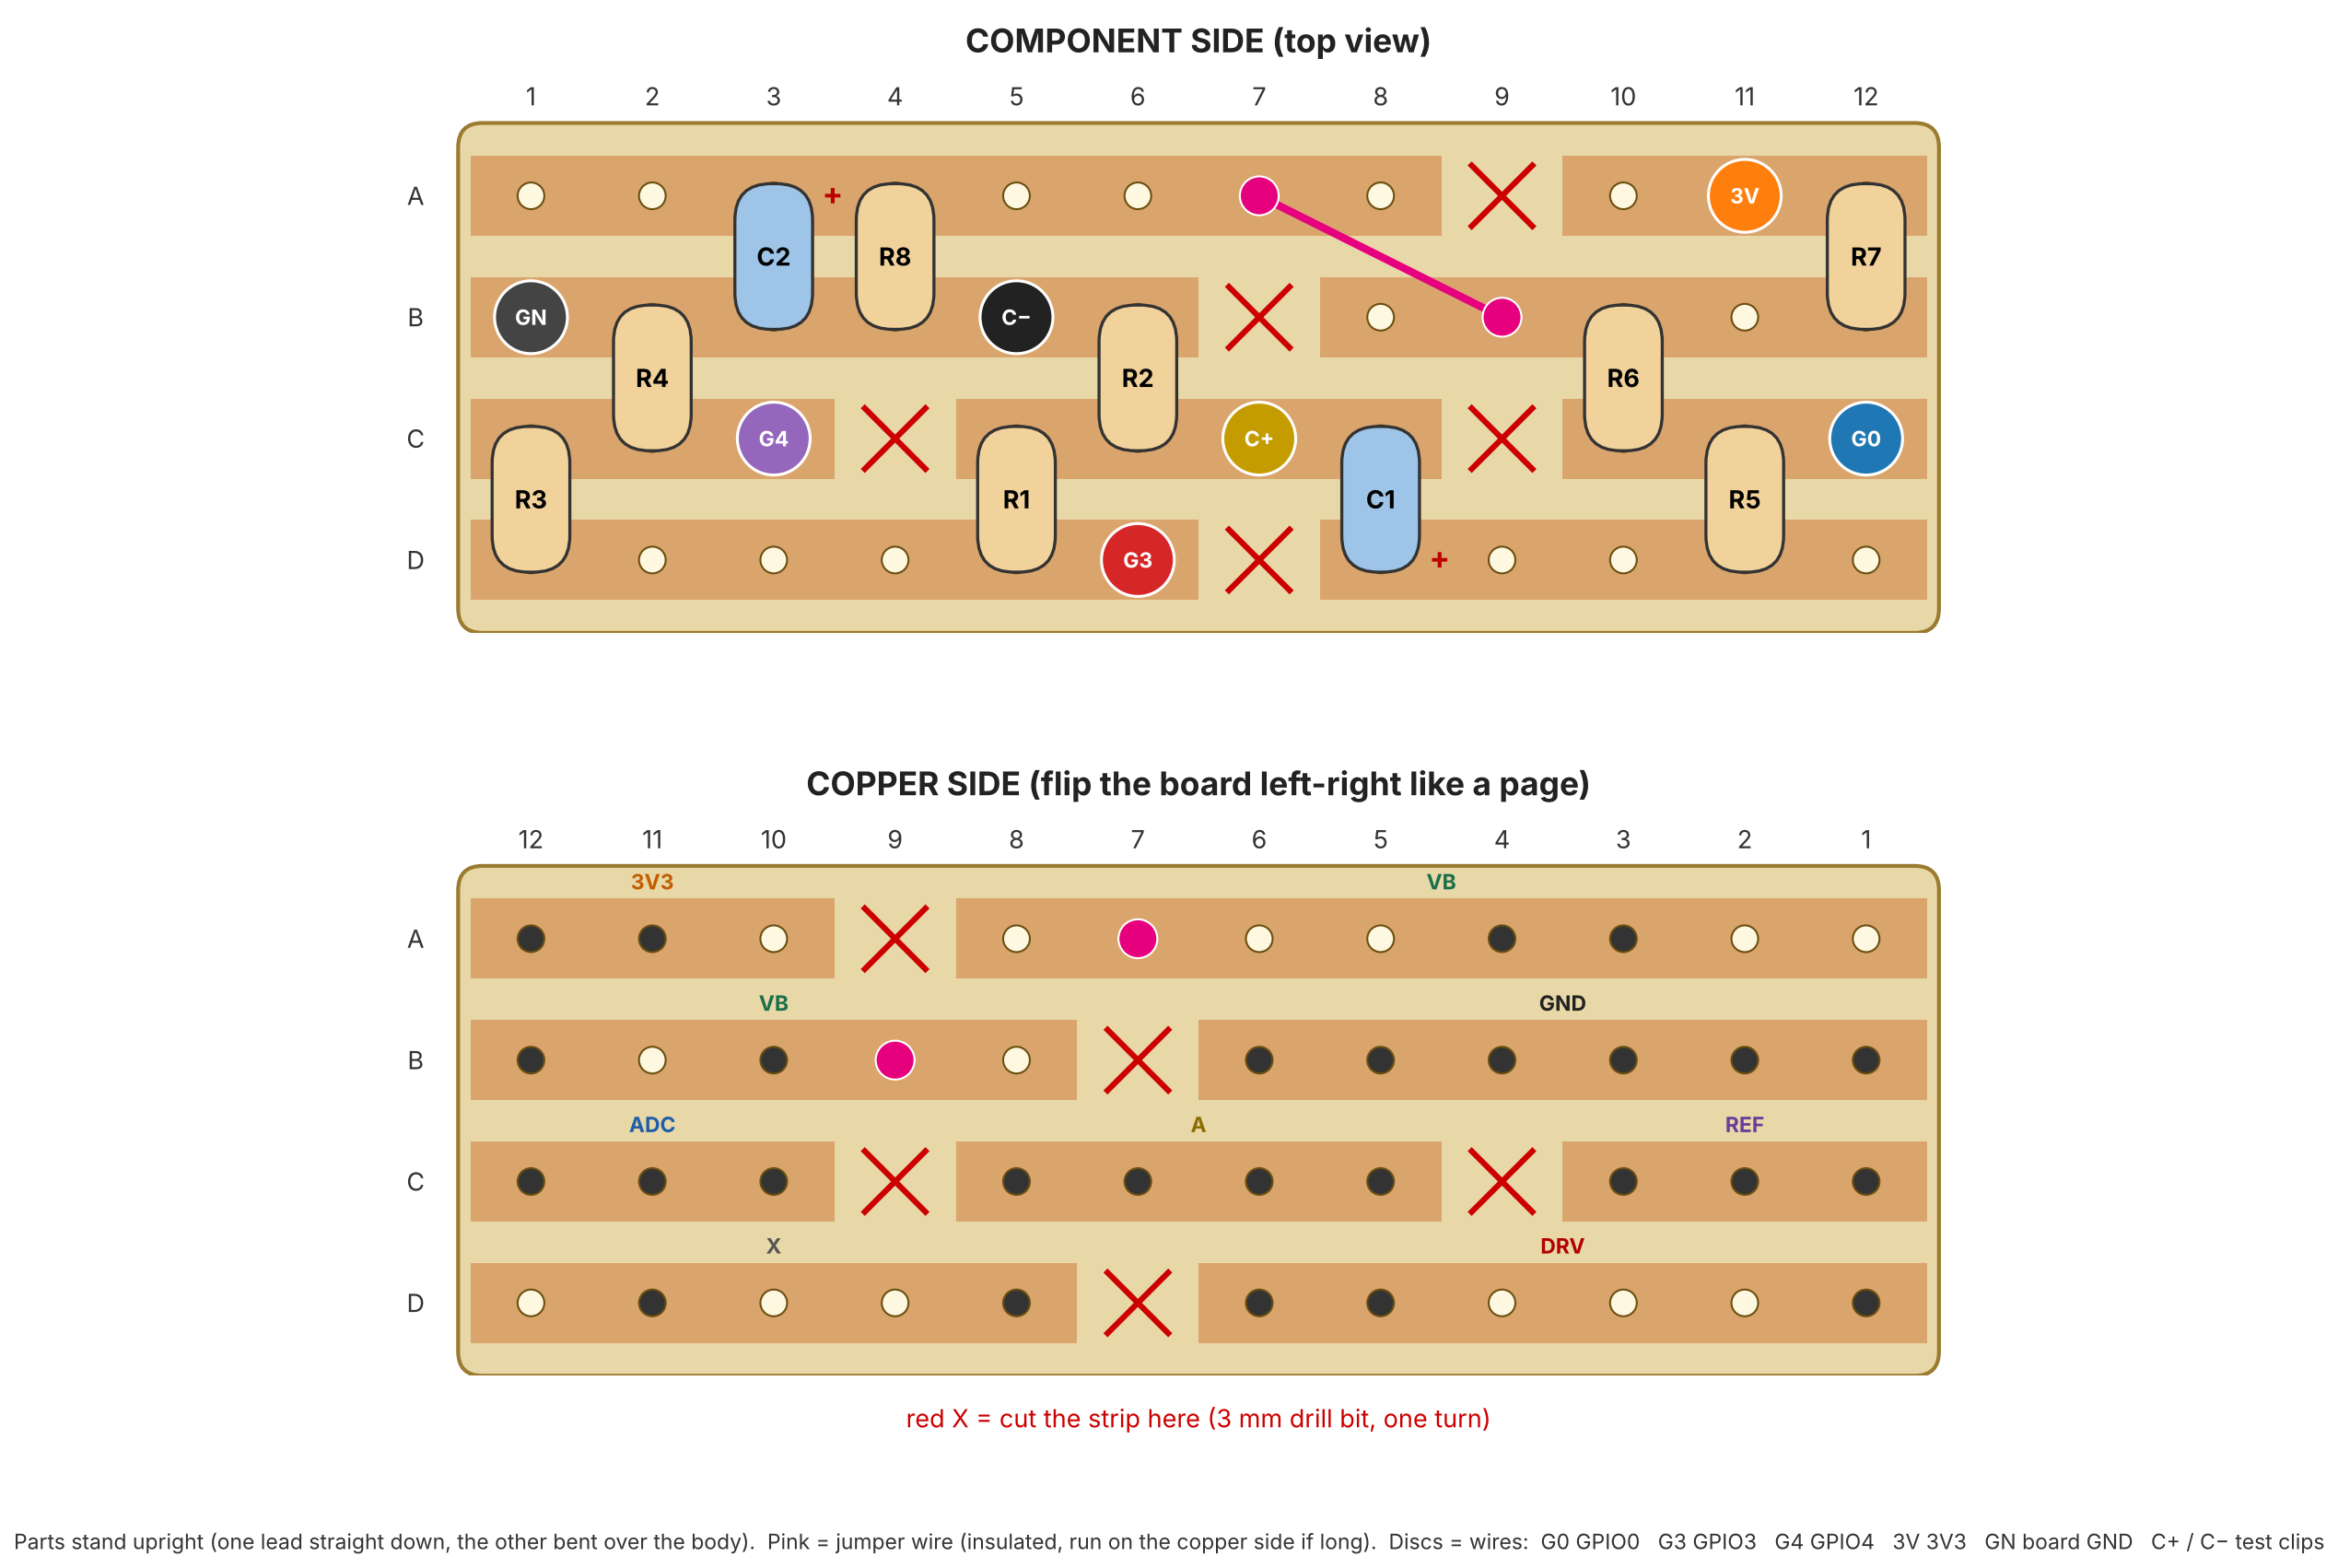 COMPONENT SIDE (top view)
1 2 3 4 5 6 7 8 9 10 11 12
A + 3V
C2 R8 R7
B GN C−
R4 R2 R6
C G4 C+ G0
R3 R1 C1 R5
D G3 +
COPPER SIDE (flip the board left-right like a page)
12 11 10 9 8 7 6 5 4 3 2 1
3V3 VB
A
VB GND
B
ADC A REF
C
X DRV
D
red X = cut the strip here (3 mm drill bit, one turn)
Parts stand upright (one lead straight down, the other bent over the body). Pink = jumper wire (insulated, run on the copper side if long). Discs = wires: G0 GPIO0 G3 GPIO3 G4 GPIO4 3V 3V3 GN board GND C+ / C− test clips